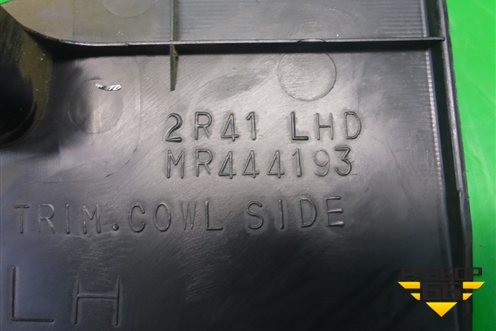 2R41 LHD
MR444193
TRIM.COWL SIDE
LH